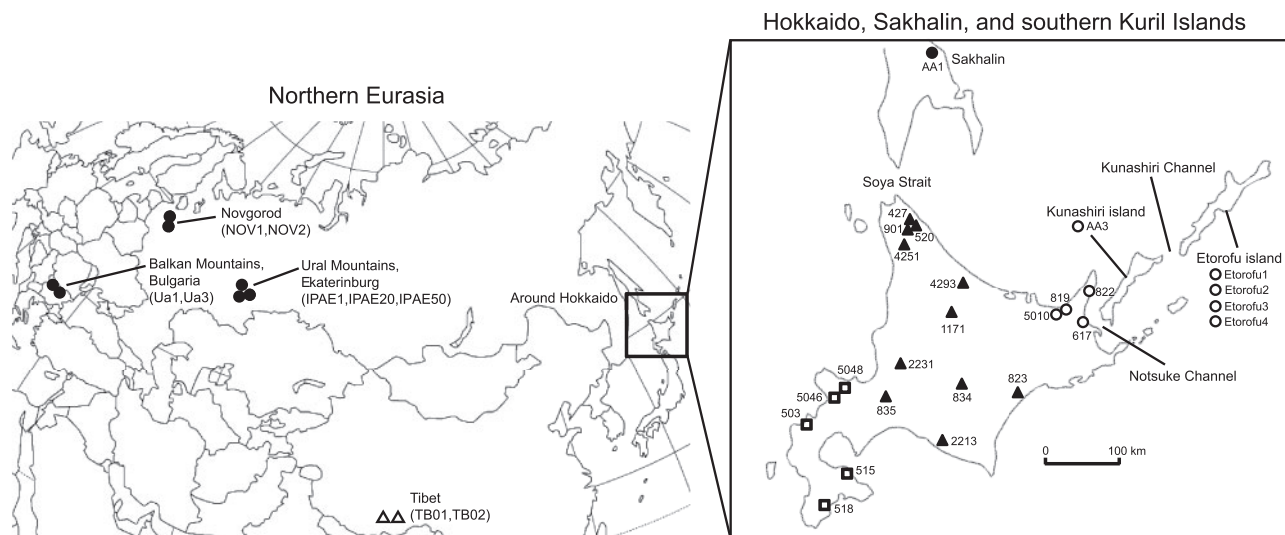 Northern Eurasia
Novgorod
(NOV1,NOV2)
Balkan Mountains,
Bulgaria
(Ua1,Ua3)
Ural Mountains,
Ekaterinburg
(IPAE1,IPAE20,IPAE50)
Around Hokkaido
Tibet
(TB01,TB02)
Hokkaido, Sakhalin, and southern Kuril Islands
Sakhalin
AA1
Soya Strait
427
901
520
4251
4293
1171
Kunashiri Channel
Kunashiri island
AA3
Etorofu island
Etorofu1
Etorofu2
Etorofu3
Etorofu4
819
822
5010
617
Notsuke Channel
5048
2231
5046
834
823
503
835
2213
515
518
0 100 km